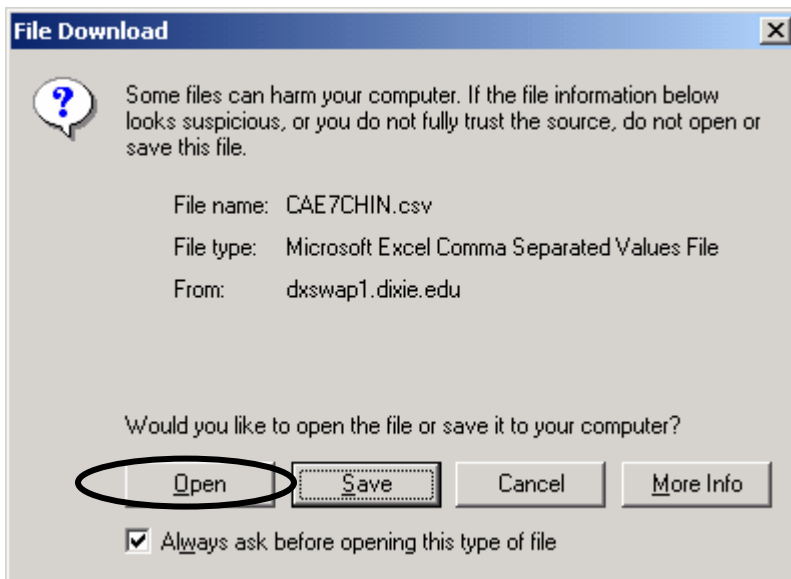 File Download
Some files can harm your computer. If the file information below
looks suspicious, or you do not fully trust the source, do not open or
save this file.
File name: CAE7CHIN.csv
File type: Microsoft Excel Comma Separated Values File
From: dxswap1.dixie.edu
Would you like to open the file or save it to your computer?
Open Save Cancel More Info
Always ask before opening this type of file